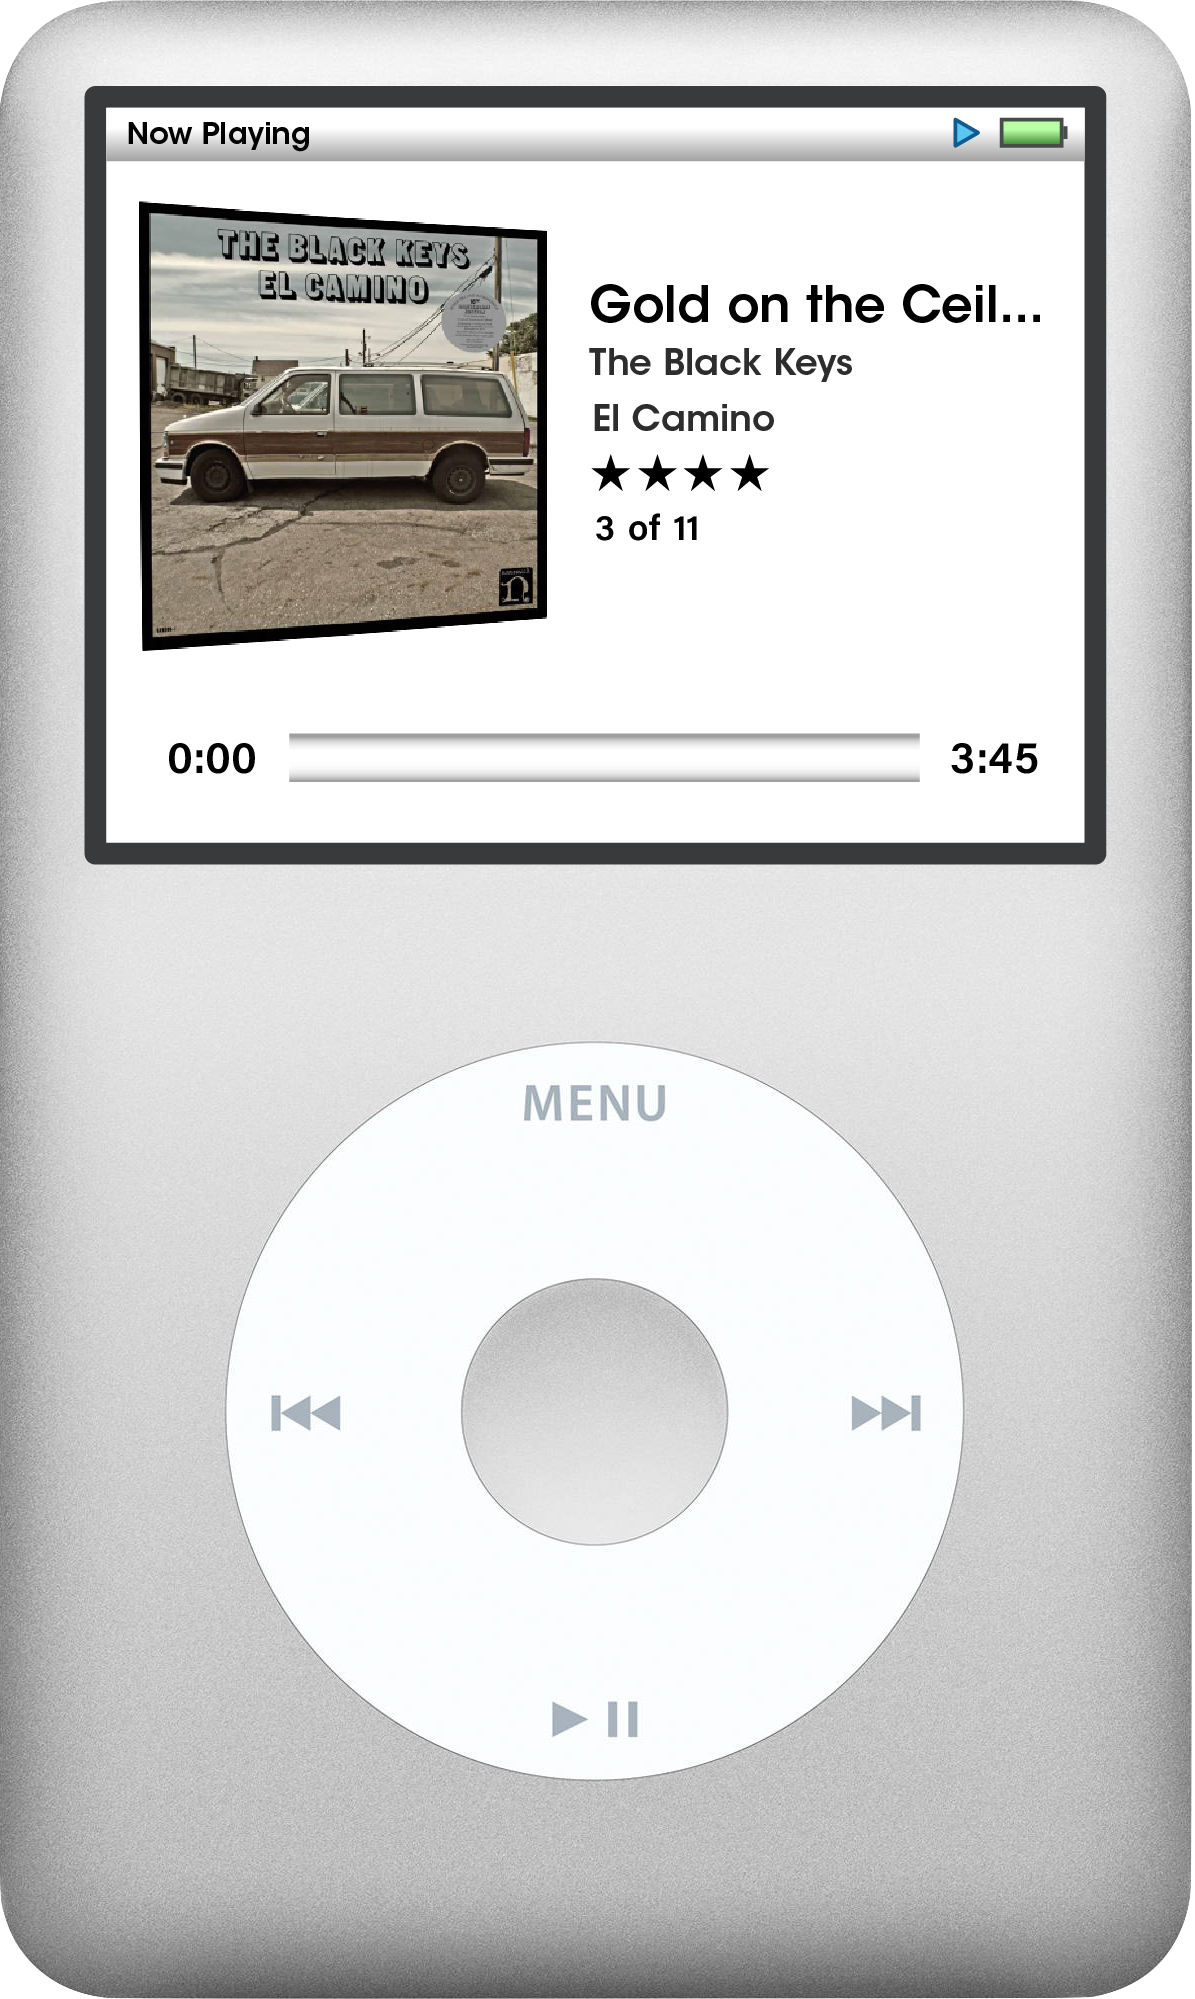 Now Playing
THE BLACK KEYS
EL CAMINO
Gold on the Ceil...
The Black Keys
El Camino
★★★★
3 of 11
0:00
3:45
MENU